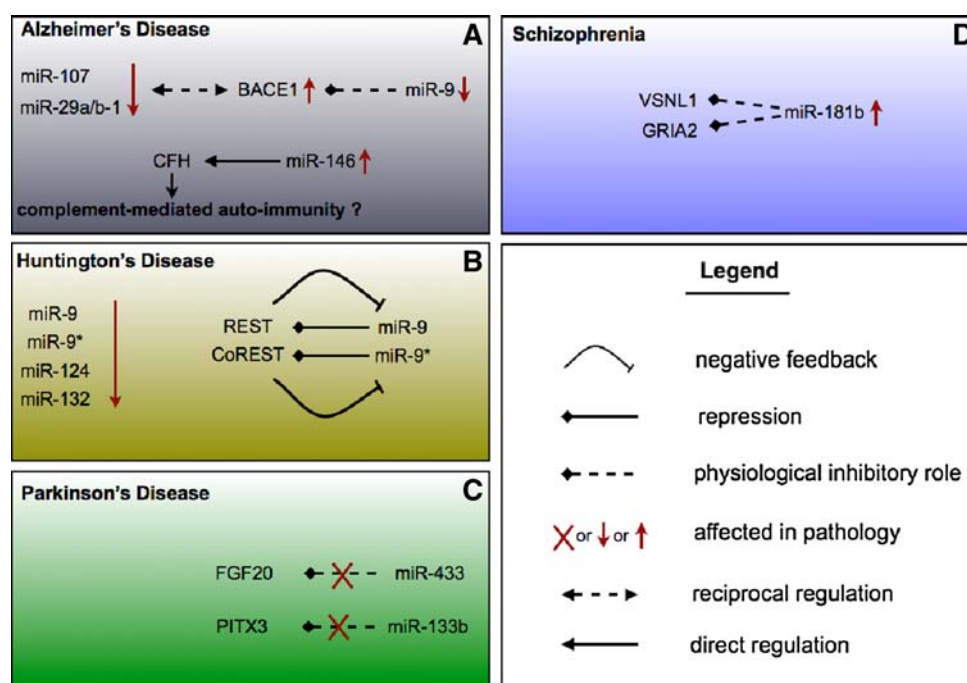 Alzheimer's Disease A
miR-107
miR-29a/b-1
BACE1 miR-9
CFH miR-146
complement-mediated auto-immunity ?
Huntington's Disease B
miR-9
miR-9*
miR-124
miR-132
REST miR-9
CoREST miR-9*
Parkinson's Disease C
FGF20 miR-433
PITX3 miR-133b
Schizophrenia D
VSNL1
GRIA2
miR-181b
Legend
negative feedback
repression
physiological inhibitory role
or or affected in pathology
reciprocal regulation
direct regulation